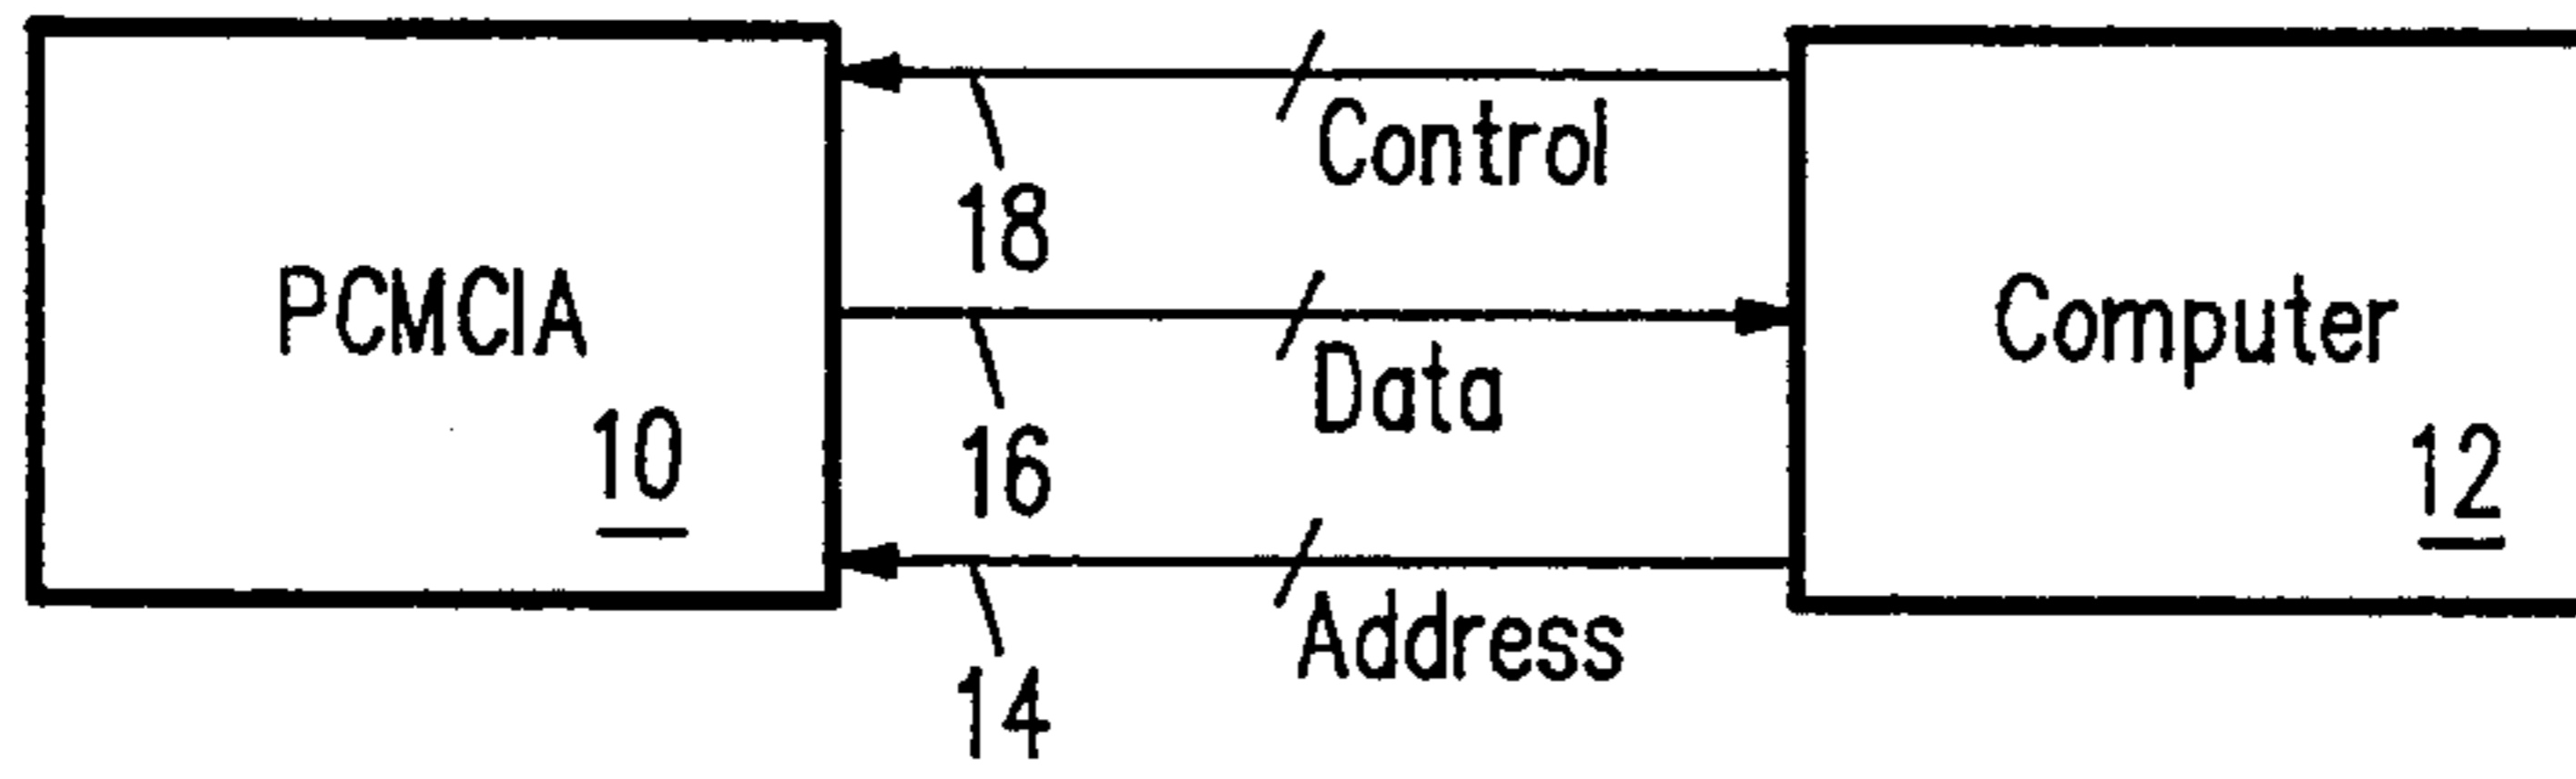 Control
18
PCMCIA
Computer
Data
10
16
12
Address
14